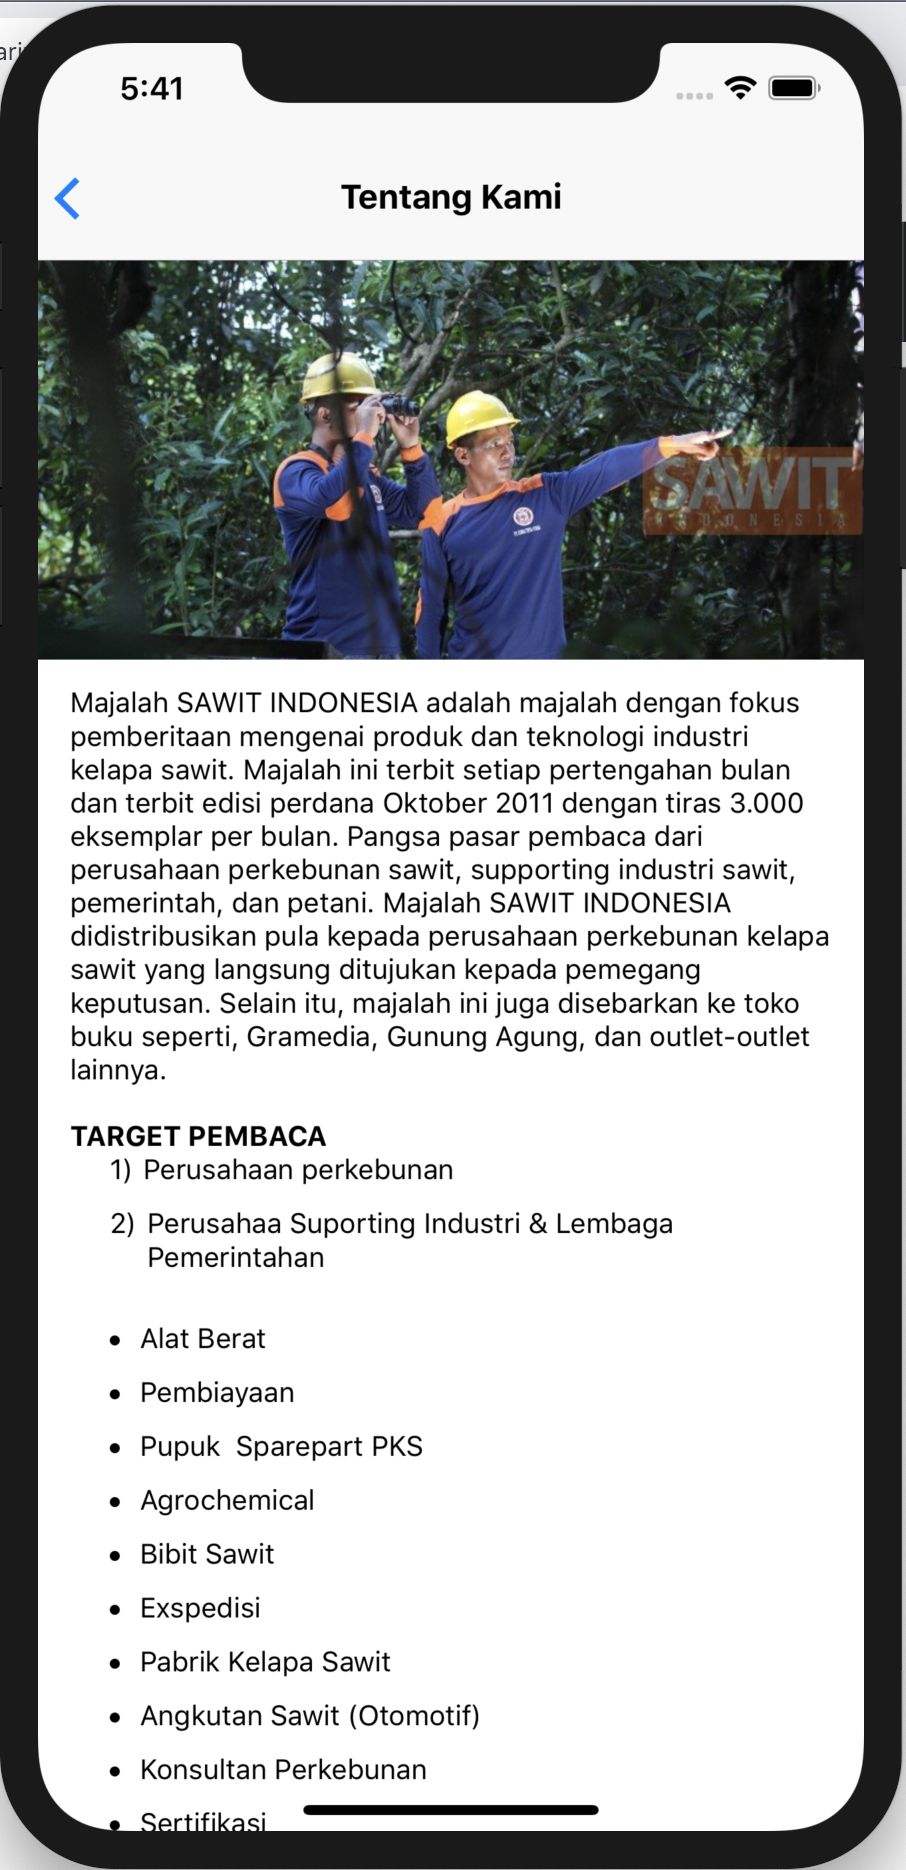 ari
5:41
Tentang Kami
SAWIT
INDONESIA
Majalah SAWIT INDONESIA adalah majalah dengan fokus
pemberitaan mengenai produk dan teknologi industri
kelapa sawit. Majalah ini terbit setiap pertengahan bulan
dan terbit edisi perdana Oktober 2011 dengan tiras 3.000
eksemplar per bulan. Pangsa pasar pembaca dari
perusahaan perkebunan sawit, supporting industri sawit,
pemerintah, dan petani. Majalah SAWIT INDONESIA
didistribusikan pula kepada perusahaan perkebunan kelapa
sawit yang langsung ditujukan kepada pemegang
keputusan. Selain itu, majalah ini juga disebarkan ke toko
buku seperti, Gramedia, Gunung Agung, dan outlet-outlet
lainnya.
TARGET PEMBACA
1) Perusahaan perkebunan
2) Perusahaa Suporting Industri & Lembaga
Pemerintahan
• Alat Berat
• Pembiayaan
• Pupuk  Sparepart PKS
• Agrochemical
• Bibit Sawit
• Exspedisi
• Pabrik Kelapa Sawit
• Angkutan Sawit (Otomotif)
• Konsultan Perkebunan
• Sertifikasi